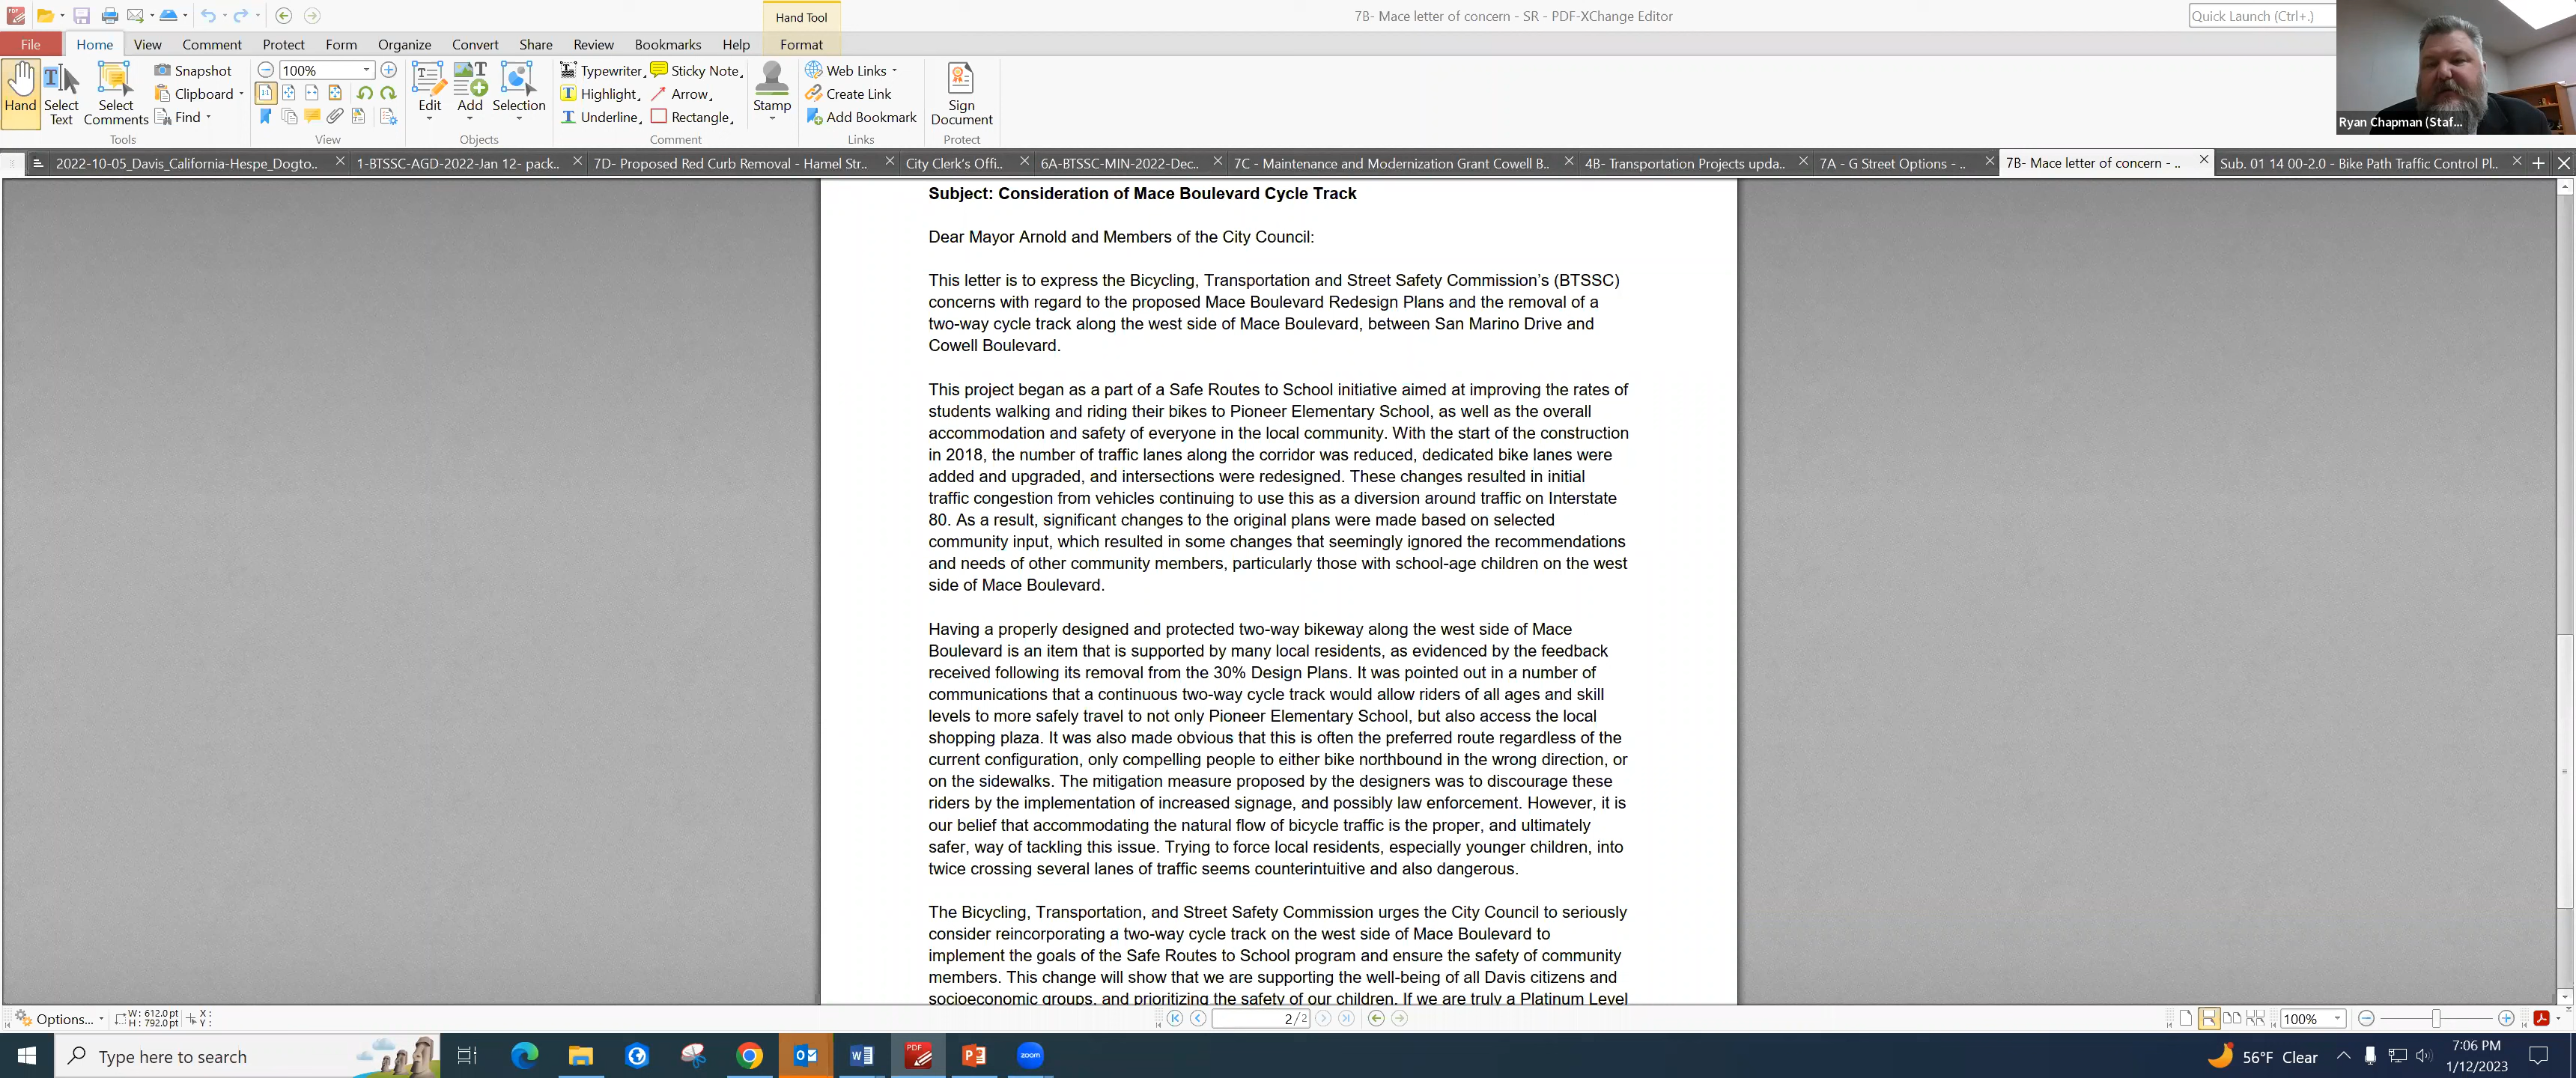 7B- Mace letter of concern - SR - PDF-XChange Editor
Quick Launch (Ctrl+.)
Hand Tool
File Home View Comment Protect Form Organize Convert Share Review Bookmarks Help Format
Hand
Select Text
Select Comments
Snapshot
Clipboard
Find
Tools
100%
View
Edit
Add
Selection
Objects
Typewriter
Highlight
Underline
Sticky Note
Arrow
Rectangle
Comment
Stamp
Web Links
Create Link
Add Bookmark
Links
Sign Document
Protect
Ryan Chapman (Staf...
2022-10-05_Davis_California-Hespe_Dogto..
1-BTSSC-AGD-2022-Jan 12- pack..
7D- Proposed Red Curb Removal - Hamel Str..
City Clerk's Offi..
6A-BTSSC-MIN-2022-Dec..
7C - Maintenance and Modernization Grant Cowell B..
4B- Transportation Projects upda..
7A - G Street Options - ..
7B- Mace letter of concern - ..
Sub. 01 14 00-2.0 - Bike Path Traffic Control Pl..
Subject: Consideration of Mace Boulevard Cycle Track
Dear Mayor Arnold and Members of the City Council:
This letter is to express the Bicycling, Transportation and Street Safety Commission's (BTSSC)
concerns with regard to the proposed Mace Boulevard Redesign Plans and the removal of a
two-way cycle track along the west side of Mace Boulevard, between San Marino Drive and
Cowell Boulevard.
This project began as a part of a Safe Routes to School initiative aimed at improving the rates of
students walking and riding their bikes to Pioneer Elementary School, as well as the overall
accommodation and safety of everyone in the local community. With the start of the construction
in 2018, the number of traffic lanes along the corridor was reduced, dedicated bike lanes were
added and upgraded, and intersections were redesigned. These changes resulted in initial
traffic congestion from vehicles continuing to use this as a diversion around traffic on Interstate
80. As a result, significant changes to the original plans were made based on selected
community input, which resulted in some changes that seemingly ignored the recommendations
and needs of other community members, particularly those with school-age children on the west
side of Mace Boulevard.
Having a properly designed and protected two-way bikeway along the west side of Mace
Boulevard is an item that is supported by many local residents, as evidenced by the feedback
received following its removal from the 30% Design Plans. It was pointed out in a number of
communications that a continuous two-way cycle track would allow riders of all ages and skill
levels to more safely travel to not only Pioneer Elementary School, but also access the local
shopping plaza. It was also made obvious that this is often the preferred route regardless of the
current configuration, only compelling people to either bike northbound in the wrong direction, or
on the sidewalks. The mitigation measure proposed by the designers was to discourage these
riders by the implementation of increased signage, and possibly law enforcement. However, it is
our belief that accommodating the natural flow of bicycle traffic is the proper, and ultimately
safer, way of tackling this issue. Trying to force local residents, especially younger children, into
twice crossing several lanes of traffic seems counterintuitive and also dangerous.
The Bicycling, Transportation, and Street Safety Commission urges the City Council to seriously
consider reincorporating a two-way cycle track on the west side of Mace Boulevard to
implement the goals of the Safe Routes to School program and ensure the safety of community
members. This change will show that we are supporting the well-being of all Davis citizens and
socioeconomic groups, and prioritizing the safety of our children. If we are truly a Platinum Level
Options...
W: 612.0pt
H: 792.0pt
X:
Y:
2 / 2
100%
Type here to search
PDF
zoom
56°F Clear
7:06 PM
1/12/2023